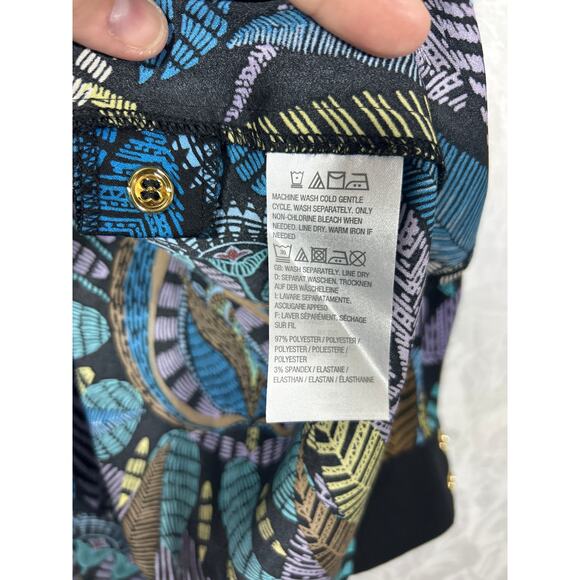 MACHINE WASH COLD GENTLE
CYCLE. WASH SEPARATELY. ONLY
NON-CHLORINE BLEACH WHEN
NEEDED. LINE DRY. WARM IRON IF
NEEDED
GB: WASH SEPARATELY. LINE DRY
D: SEPARAT WASCHEN, TROCKNEN
AUF DER WÄSCHELEINE
I: LAVARE SEPARATAMENTE.
ASCIUGARE APPESO
F: LAVER SÉPARÉMENT. SÉCHAGE
SUR FIL
97% POLYESTER / POLYESTER /
POLYESTER / POLIESTERE /
POLYESTER
3% SPANDEX / ELASTANE /
ELASTHAN / ELASTAN / ÉLASTHANNE